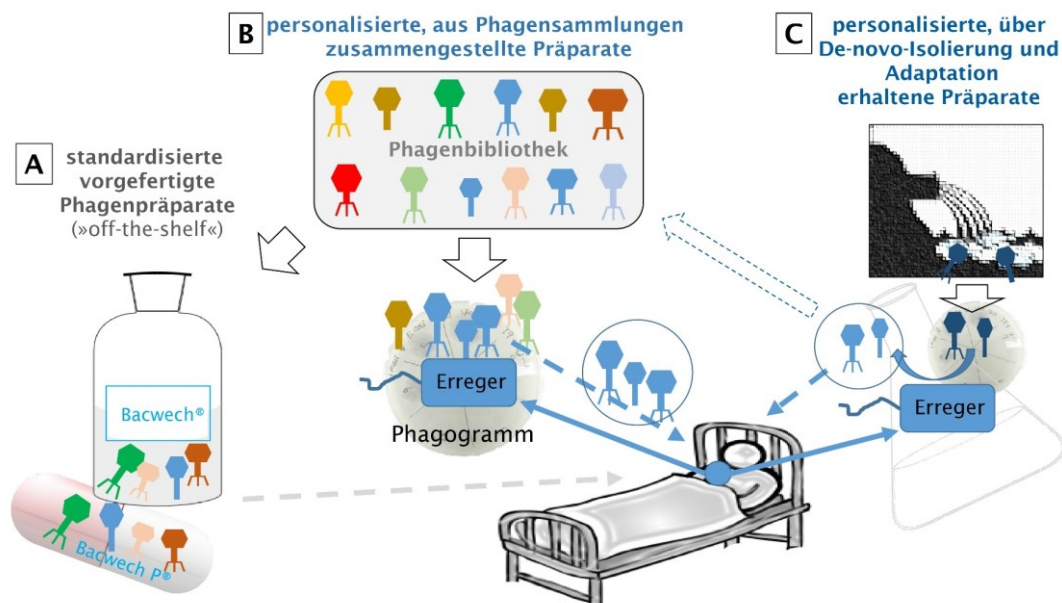 A
standardisierte
vorgefertigte
Phagenpräparate
(»off-the-shelf«)
Bacwech®
Bacwech P®
B
personalisierte, aus Phagensammlungen
zusammengestellte Präparate
Phagenbibliothek
Erreger
Phagogramm
C
personalisierte, über
De-novo-Isolierung und
Adaptation
erhaltene Präparate
Erreger